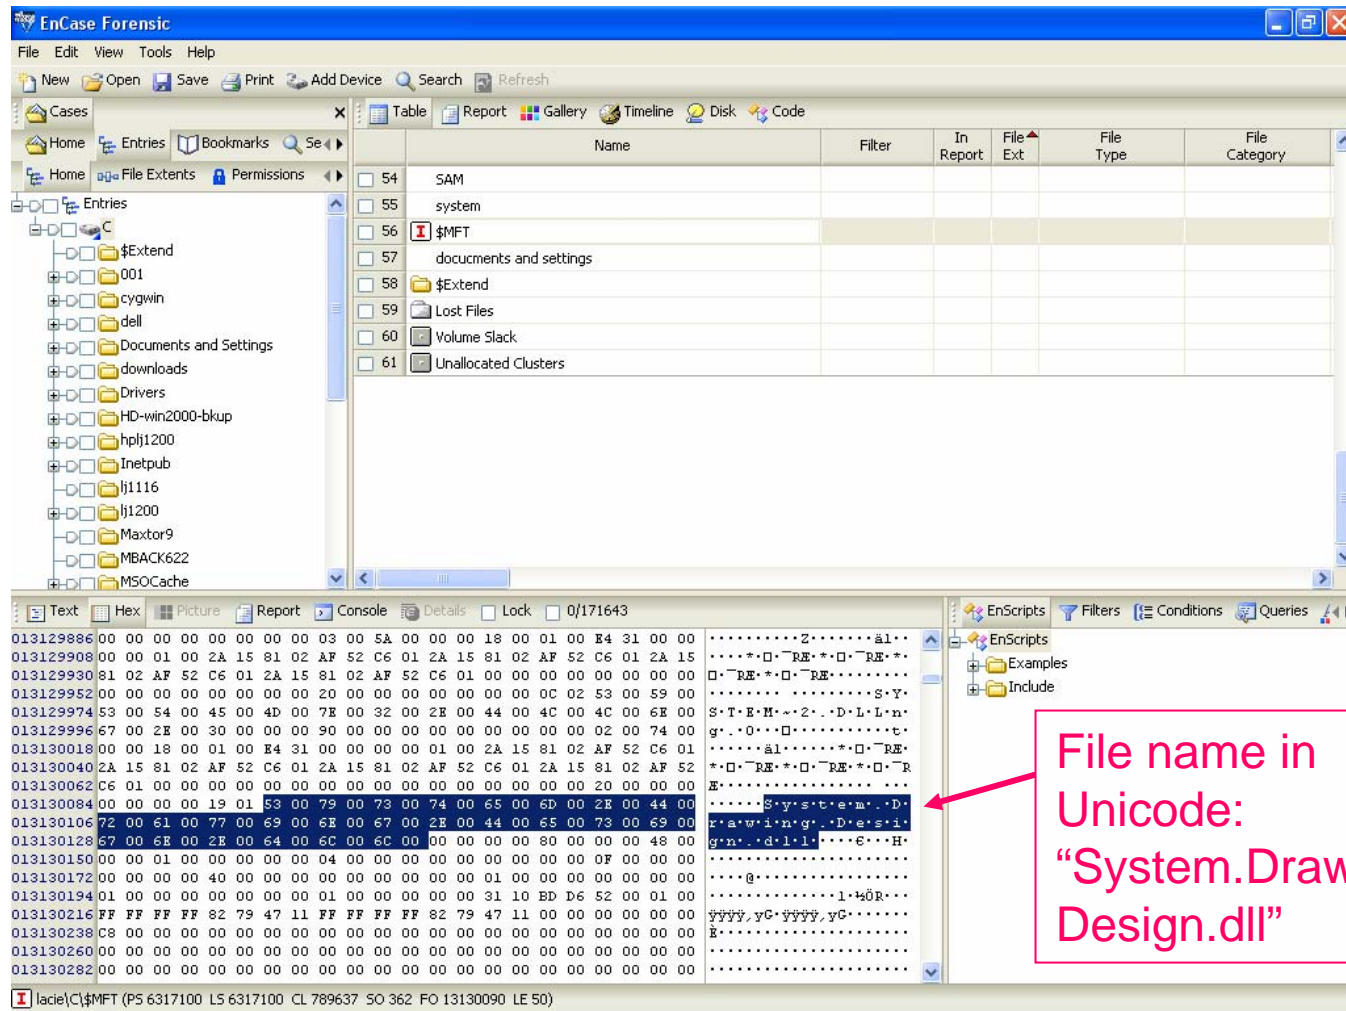 EnCase Forensic
File Edit View Tools Help
New Open Save Print Add Device Search Refresh
Cases
Home Entries Bookmarks Se
Home File Extents Permissions
Entries
C
$Extend
001
cygwin
dell
Documents and Settings
downloads
Drivers
HD-win2000-bkup
hplj1200
Inetpub
lj1116
lj1200
Maxtor9
MBACK622
MSOCache
Table Report Gallery Timeline Disk Code
Name Filter In Report File Ext File Type File Category
54 SAM
55 system
56 $MFT
57 docucments and settings
58 $Extend
59 Lost Files
60 Volume Slack
61 Unallocated Clusters
Text Hex Picture Report Console Details Lock 0/171643
013129886 00 00 00 00 00 00 00 00 03 00 5A 00 00 00 18 00 01 00 E4 31 00 00
013129908 00 00 01 00 2A 15 81 02 AF 52 C6 01 2A 15 81 02 AF 52 C6 01 2A 15
013129930 81 02 AF 52 C6 01 2A 15 81 02 AF 52 C6 01 00 00 00 00 00 00 00 00
013129952 00 00 00 00 00 00 00 00 20 00 00 00 00 00 00 00 0C 02 53 00 59 00
013129974 53 00 54 00 45 00 4D 00 7E 00 32 00 2E 00 44 00 4C 00 4C 00 6E 00
013129996 67 00 2E 00 30 00 00 00 90 00 00 00 00 00 00 00 00 00 02 00 74 00
013130018 00 00 18 00 01 00 E4 31 00 00 00 00 01 00 2A 15 81 02 AF 52 C6 01
013130040 2A 15 81 02 AF 52 C6 01 2A 15 81 02 AF 52 C6 01 2A 15 81 02 AF 52
013130062 C6 01 00 00 00 00 00 00 00 00 00 00 00 00 00 00 00 00 20 00 00 00
013130084 00 00 00 00 19 01 53 00 79 00 73 00 74 00 65 00 6D 00 2E 00 44 00
013130106 72 00 61 00 77 00 69 00 6E 00 67 00 2E 00 44 00 65 00 73 00 69 00
013130128 67 00 6E 00 2E 00 64 00 6C 00 6C 00 00 00 00 00 80 00 00 00 48 00
013130150 00 00 01 00 00 00 00 00 04 00 00 00 00 00 00 00 00 00 0F 00 00 00
013130172 00 00 00 00 40 00 00 00 00 00 00 00 00 00 01 00 00 00 00 00 00 00
013130194 01 00 00 00 00 00 00 00 01 00 00 00 00 00 31 10 BD D6 52 00 01 00
013130216 FF FF FF FF 82 79 47 11 FF FF FF FF 82 79 47 11 00 00 00 00 00 00
013130238 C8 00 00 00 00 00 00 00 00 00 00 00 00 00 00 00 00 00 00 00 00 00
013130260 00 00 00 00 00 00 00 00 00 00 00 00 00 00 00 00 00 00 00 00 00 00
013130282 00 00 00 00 00 00 00 00 00 00 00 00 00 00 00 00 00 00 00 00 00 00
S·y·s·t·e·m·.·D·
r·a·w·i·n·g·.·D·e·s·i·
g·n·.·d·l·l·
EnScripts Filters Conditions Queries
EnScripts
Examples
Include
File name in
Unicode:
“System.Draw
Design.dll”
lacie\C\$MFT (PS 6317100 LS 6317100 CL 789637 SO 362 FO 13130090 LE 50)